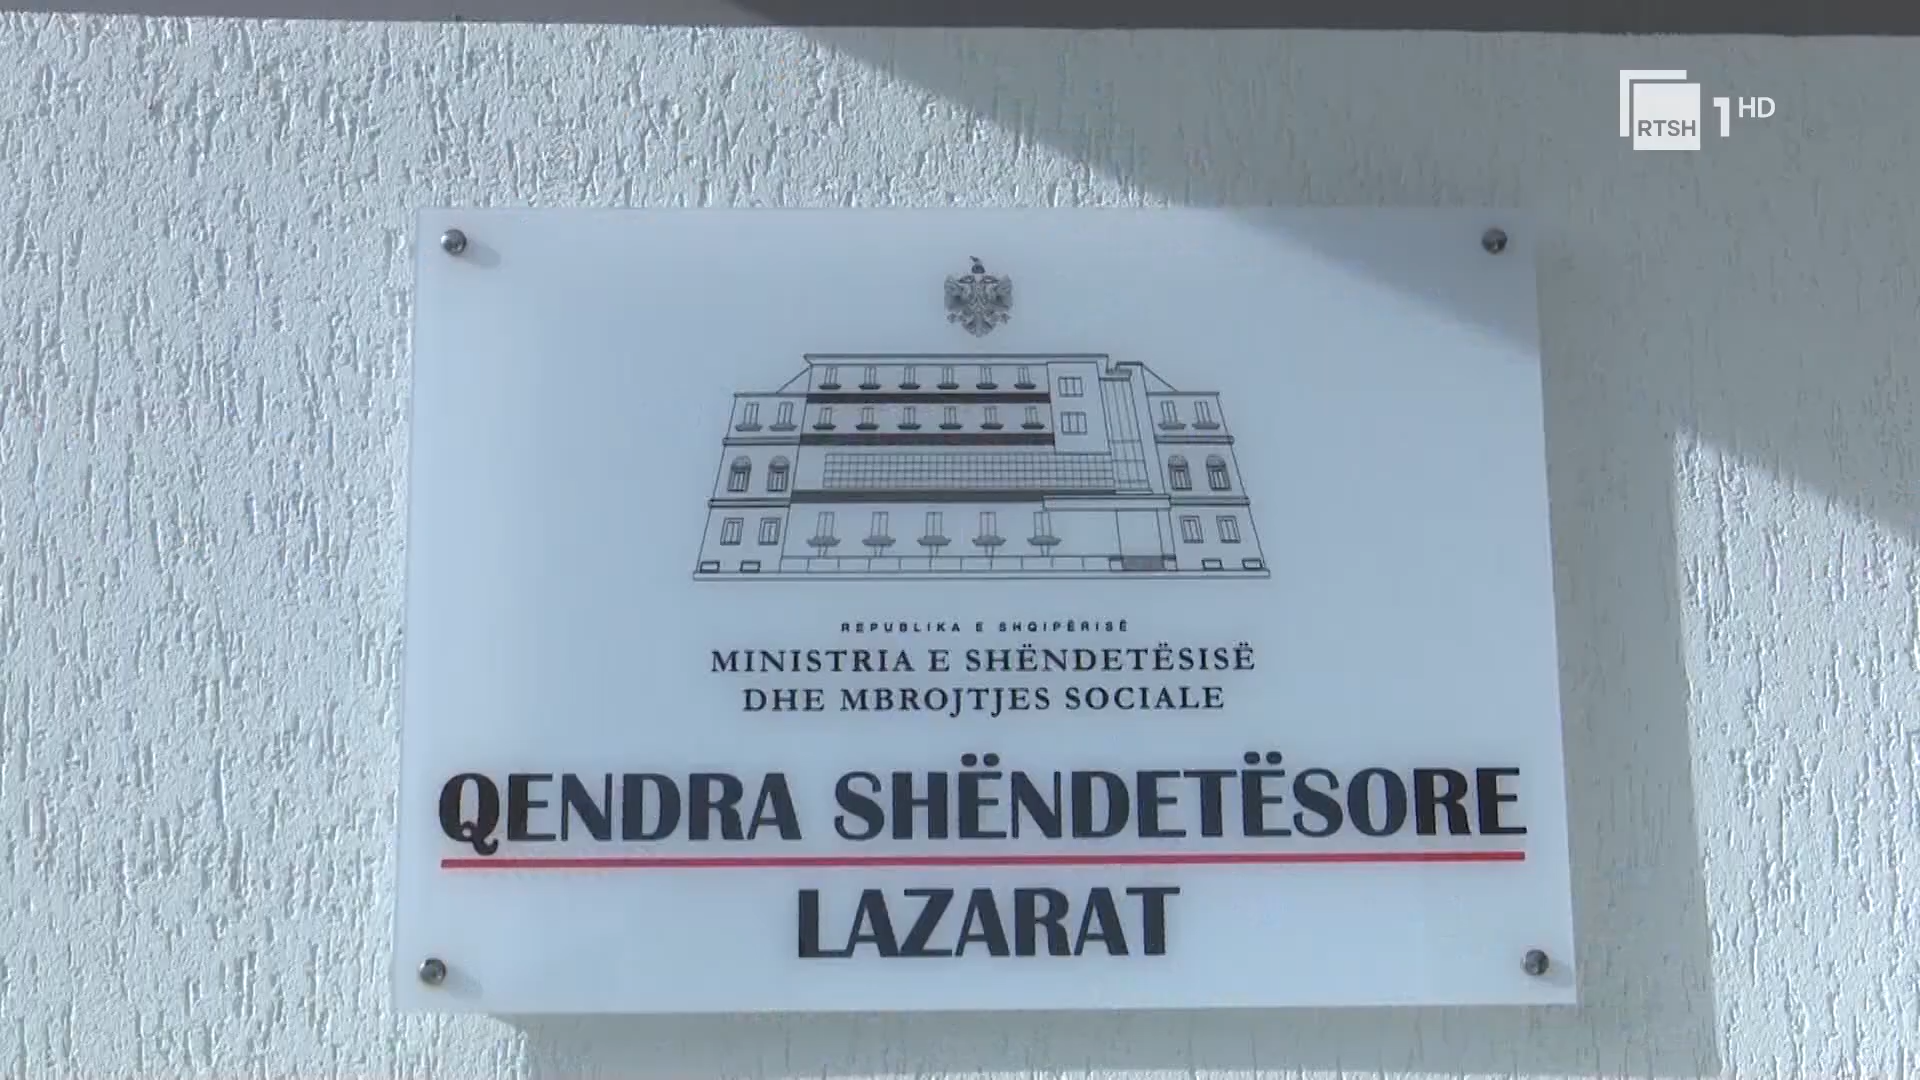 RTSH 1 HD
REPUBLIKA E SHQIPËRISË
MINISTRIA E SHËNDETËSISË
DHE MBROJTJES SOCIALE
QENDRA SHËNDETËSORE
LAZARAT